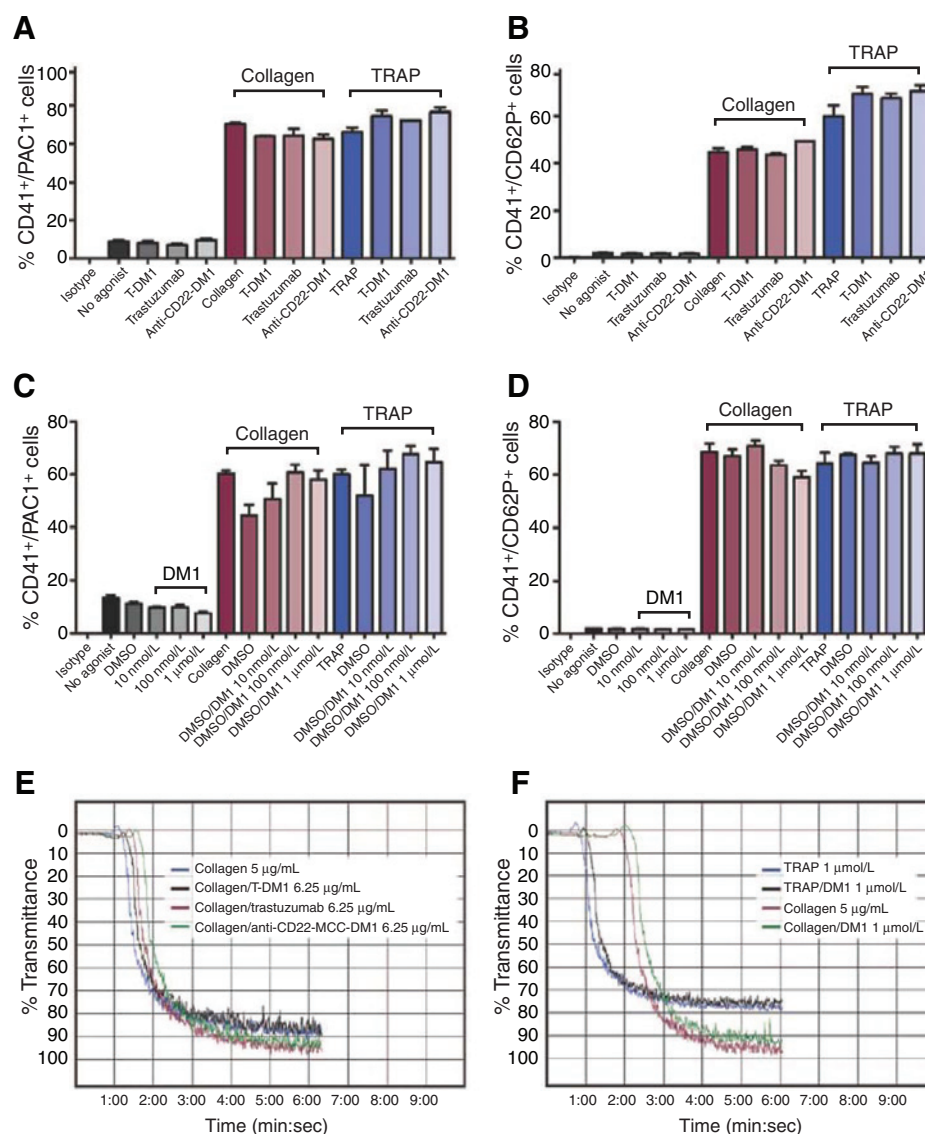 A
% CD41+/PAC1+ cells
100
80
60
40
20
0
Collagen
TRAP
Isotype
No agonist
T-DM1
Trastuzumab
Anti-CD22-DM1
Collagen
T-DM1
Trastuzumab
Anti-CD22-DM1
TRAP
T-DM1
Trastuzumab
Anti-CD22-DM1
B
% CD41+/CD62P+ cells
80
60
40
20
0
Collagen
TRAP
Isotype
No agonist
T-DM1
Trastuzumab
Anti-CD22-DM1
Collagen
T-DM1
Trastuzumab
Anti-CD22-DM1
TRAP
T-DM1
Trastuzumab
Anti-CD22-DM1
C
% CD41+/PAC1+ cells
80
60
40
20
0
DM1
Collagen
TRAP
Isotype
No agonist
DMSO
10 nmol/L
100 nmol/L
1 μmol/L
Collagen
DMSO
DMSO/DM1 10 nmol/L
DMSO/DM1 100 nmol/L
DMSO/DM1 1 μmol/L
TRAP
DMSO
DMSO/DM1 10 nmol/L
DMSO/DM1 100 nmol/L
DMSO/DM1 1 μmol/L
D
% CD41+/CD62P+ cells
80
60
40
20
0
DM1
Collagen
TRAP
Isotype
No agonist
DMSO
10 nmol/L
100 nmol/L
1 μmol/L
Collagen
DMSO
DMSO/DM1 10 nmol/L
DMSO/DM1 100 nmol/L
DMSO/DM1 1 μmol/L
TRAP
DMSO
DMSO/DM1 10 nmol/L
DMSO/DM1 100 nmol/L
DMSO/DM1 1 μmol/L
E
% Transmittance
0
10
20
30
40
50
60
70
80
90
100
Collagen 5 μg/mL
Collagen/T-DM1 6.25 μg/mL
Collagen/trastuzumab 6.25 μg/mL
Collagen/anti-CD22-MCC-DM1 6.25 μg/mL
1:00 2:00 3:00 4:00 5:00 6:00 7:00 8:00 9:00
Time (min:sec)
F
% Transmittance
0
10
20
30
40
50
60
70
80
90
100
TRAP 1 μmol/L
TRAP/DM1 1 μmol/L
Collagen 5 μg/mL
Collagen/DM1 1 μmol/L
1:00 2:00 3:00 4:00 5:00 6:00 7:00 8:00 9:00
Time (min:sec)